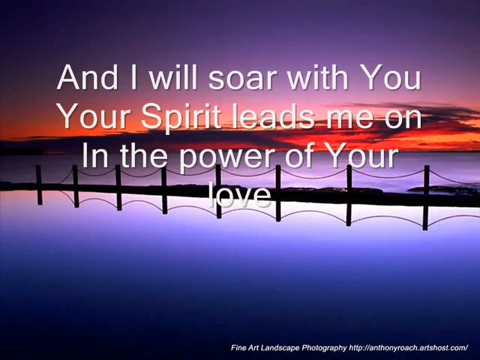 And I will soar with You
Your Spirit leads me on
In the power of Your
love
Fine Art Landscape Photography http://anthonyroach.artshost.com/